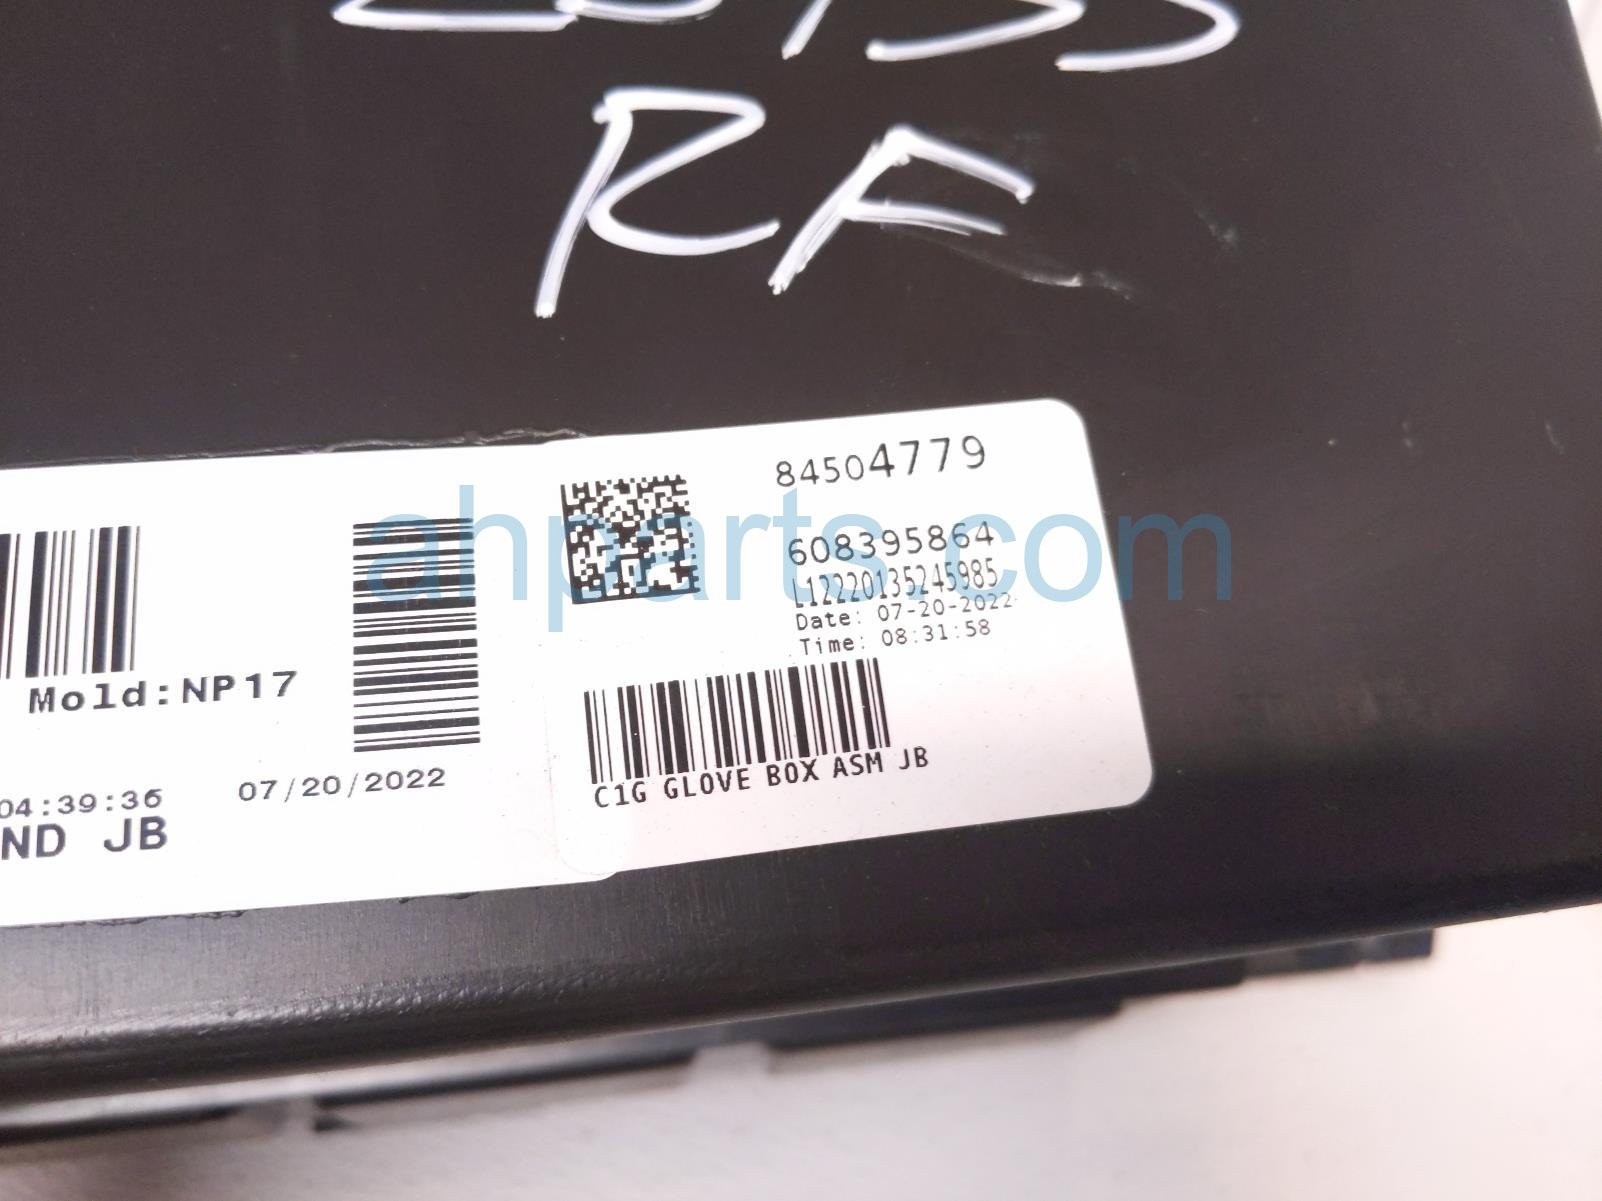 RF
84504779
608395864
L12220135245985
Date: 07-20-2022
Time: 08:31:58
C1G GLOVE BOX ASM JB
Mold:NP17
04:39:36 07/20/2022
ND JB
ahparts.com